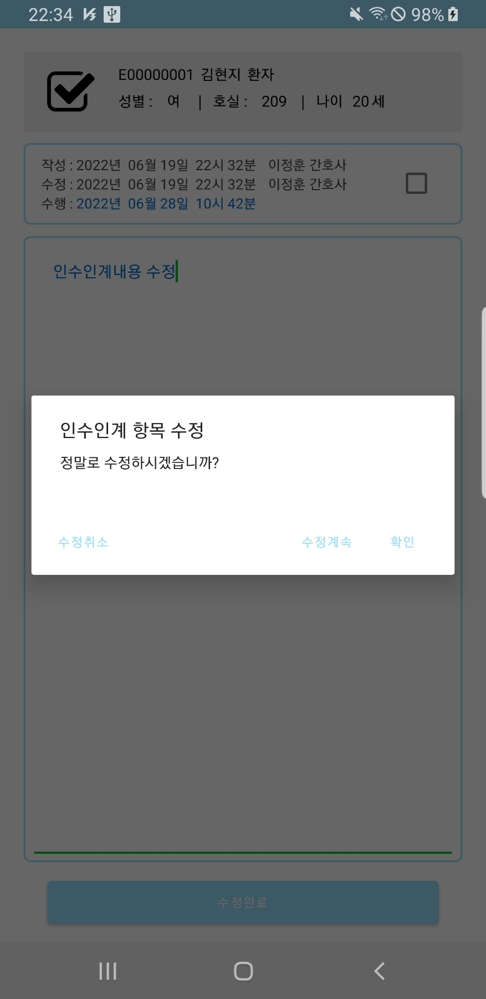 22:34 98%
E00000001 김현지 환자
성별 : 여 | 호실 : 209 | 나이 20 세
작성 : 2022년 06월 19일 22시 32분 이정훈 간호사
수정 : 2022년 06월 19일 22시 32분 이정훈 간호사
수행 : 2022년 06월 28일 10시 42분
인수인계내용 수정
인수인계 항목 수정
정말로 수정하시겠습니까?
수정취소 수정계속 확인
수정완료